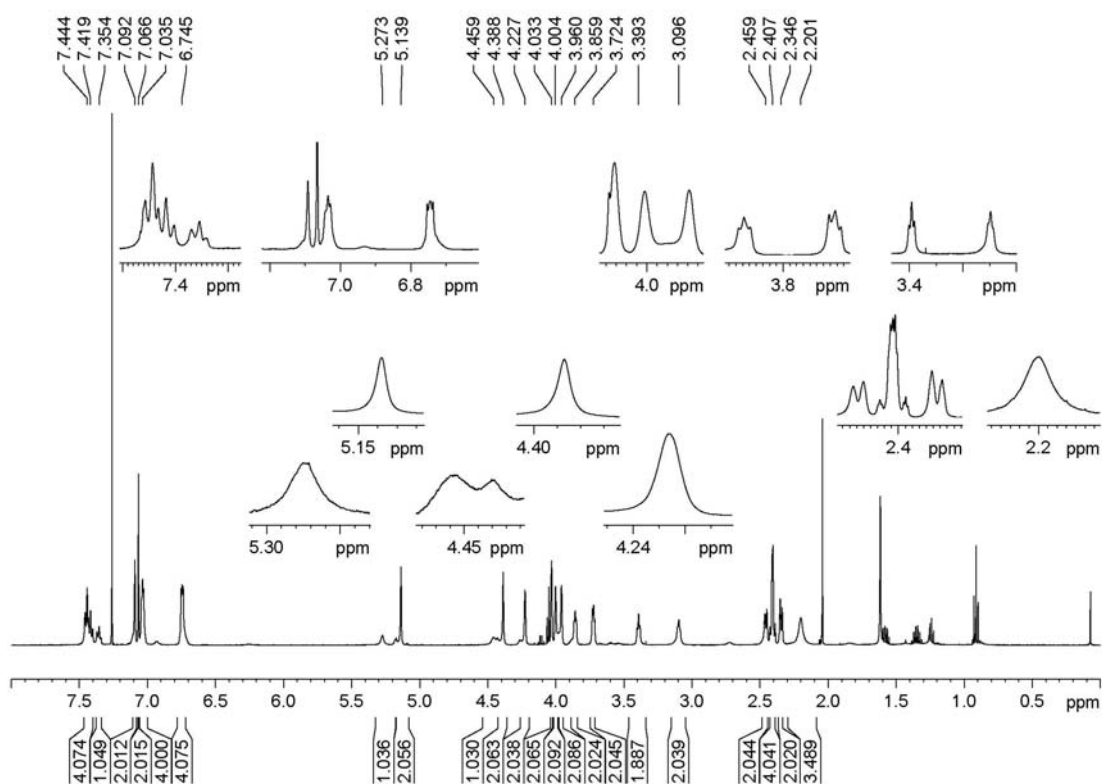 7.444 7.419 7.354 7.092 7.066 7.035 6.745 5.273 5.139 4.459 4.388 4.227 4.033 4.004 3.960 3.859 3.724 3.393 3.096 2.459 2.407 2.346 2.201
7.4 ppm 7.0 6.8 ppm 4.0 ppm 3.8 ppm 3.4 ppm
5.15 ppm 4.40 ppm 2.4 ppm 2.2 ppm
5.30 ppm 4.45 ppm 4.24 ppm
7.5 7.0 6.5 6.0 5.5 5.0 4.5 4.0 3.5 3.0 2.5 2.0 1.5 1.0 0.5 ppm
4.074 1.049 2.012 2.015 4.000 4.075 1.036 2.056 1.030 2.063 2.038 2.065 2.092 2.086 2.024 2.045 1.887 2.039 2.044 4.041 2.020 3.489